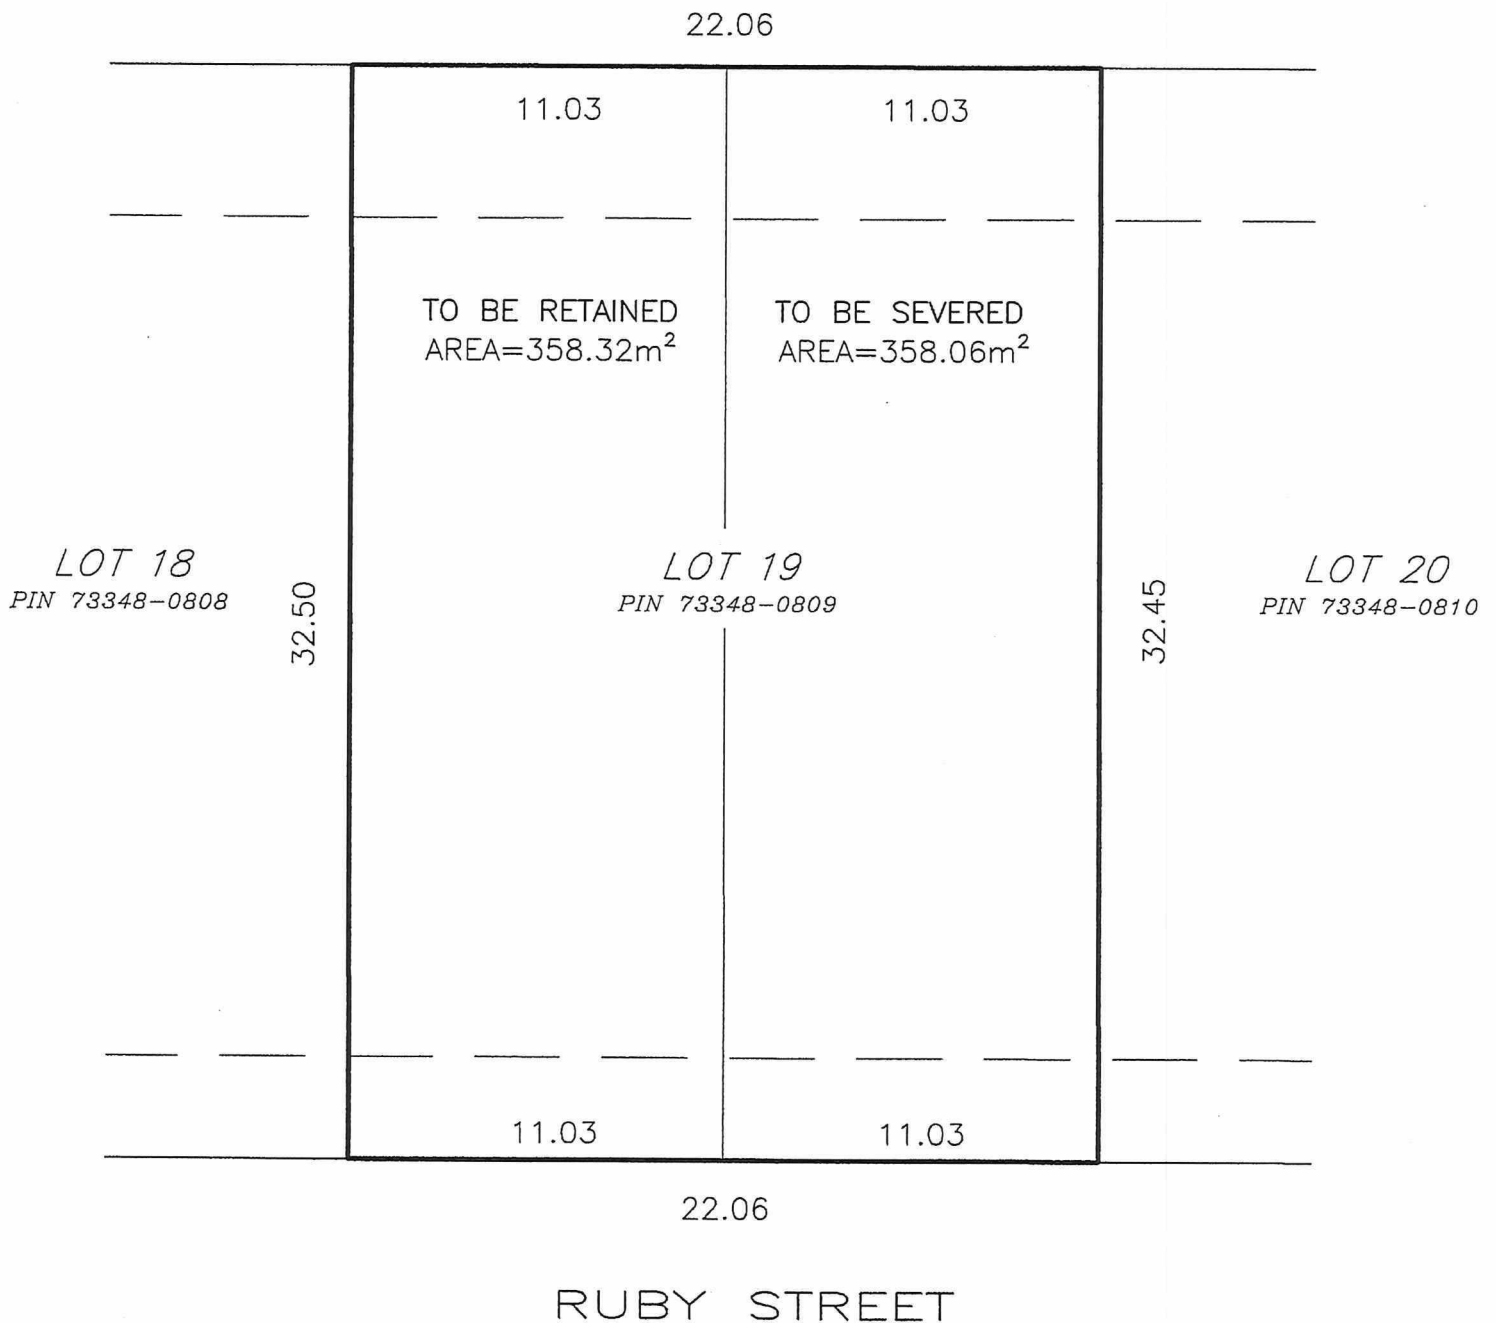 22.06
11.03
11.03
TO BE RETAINED
AREA=358.32m²
TO BE SEVERED
AREA=358.06m²
LOT 18
PIN 73348-0808
32.50
LOT 19
PIN 73348-0809
32.45
LOT 20
PIN 73348-0810
11.03
11.03
22.06
RUBY STREET